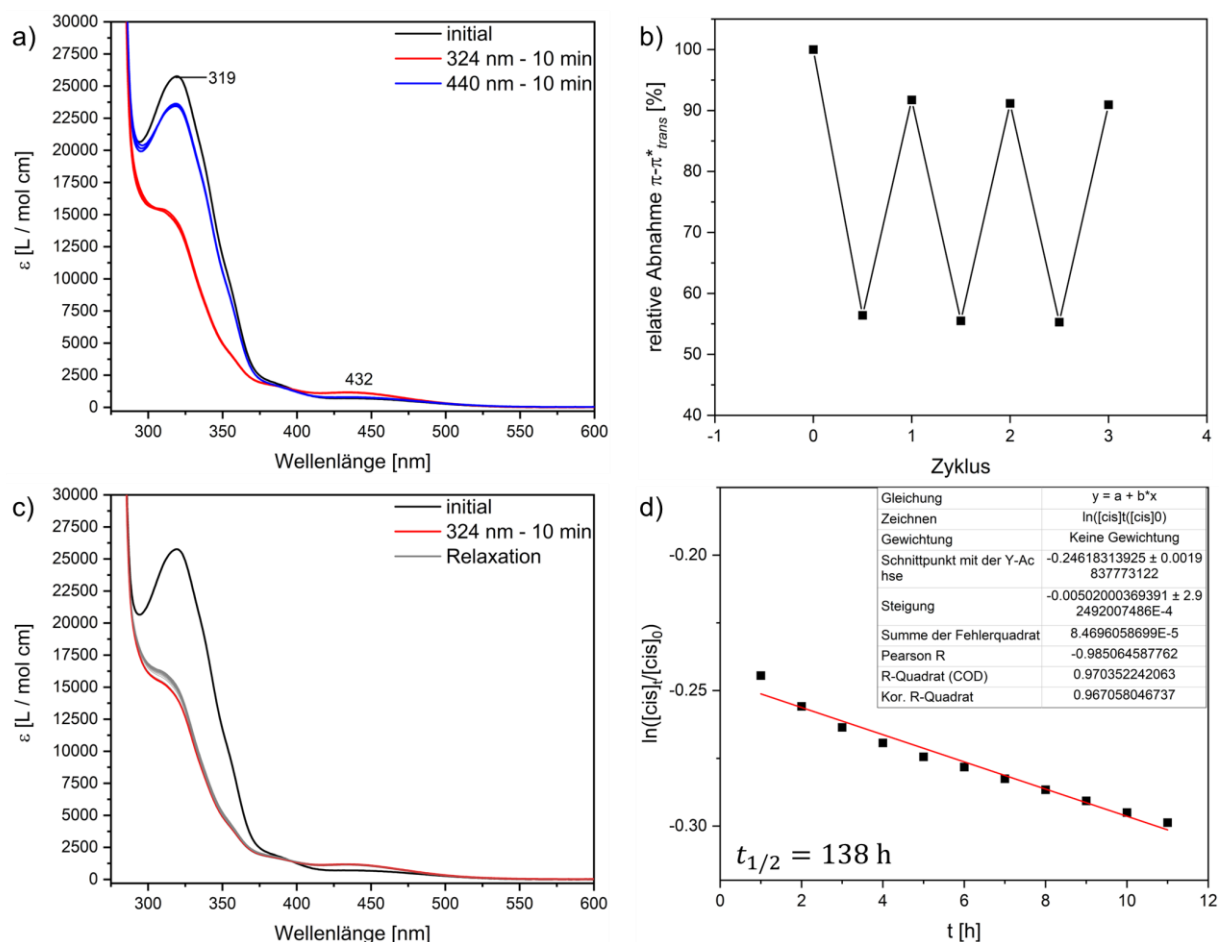 a)
initial
324 nm - 10 min
440 nm - 10 min
319
432
30000
27500
25000
22500
20000
17500
15000
12500
10000
7500
5000
2500
0
ε [L / mol cm]
300 350 400 450 500 550 600
Wellenlänge [nm]
b)
100
90
80
70
60
50
40
relative Abnahme π-π*trans [%]
-1 0 1 2 3 4
Zyklus
c)
initial
324 nm - 10 min
Relaxation
30000
27500
25000
22500
20000
17500
15000
12500
10000
7500
5000
2500
0
ε [L / mol cm]
300 350 400 450 500 550 600
Wellenlänge [nm]
d)
Gleichung y = a + b*x
Zeichnen ln([cis]t([cis]0)
Gewichtung Keine Gewichtung
Schnittpunkt mit der Y-Ac -0.24618313925 ± 0.0019
hse 837773122
Steigung -0.00502000369391 ± 2.9
2492007486E-4
Summe der Fehlerquadrat 8.4696058699E-5
Pearson R -0.985064587762
R-Quadrat (COD) 0.970352242063
Kor. R-Quadrat 0.967058046737
-0.20
-0.25
-0.30
ln([cis]t/[cis]0)
t1/2 = 138 h
0 2 4 6 8 10 12
t [h]